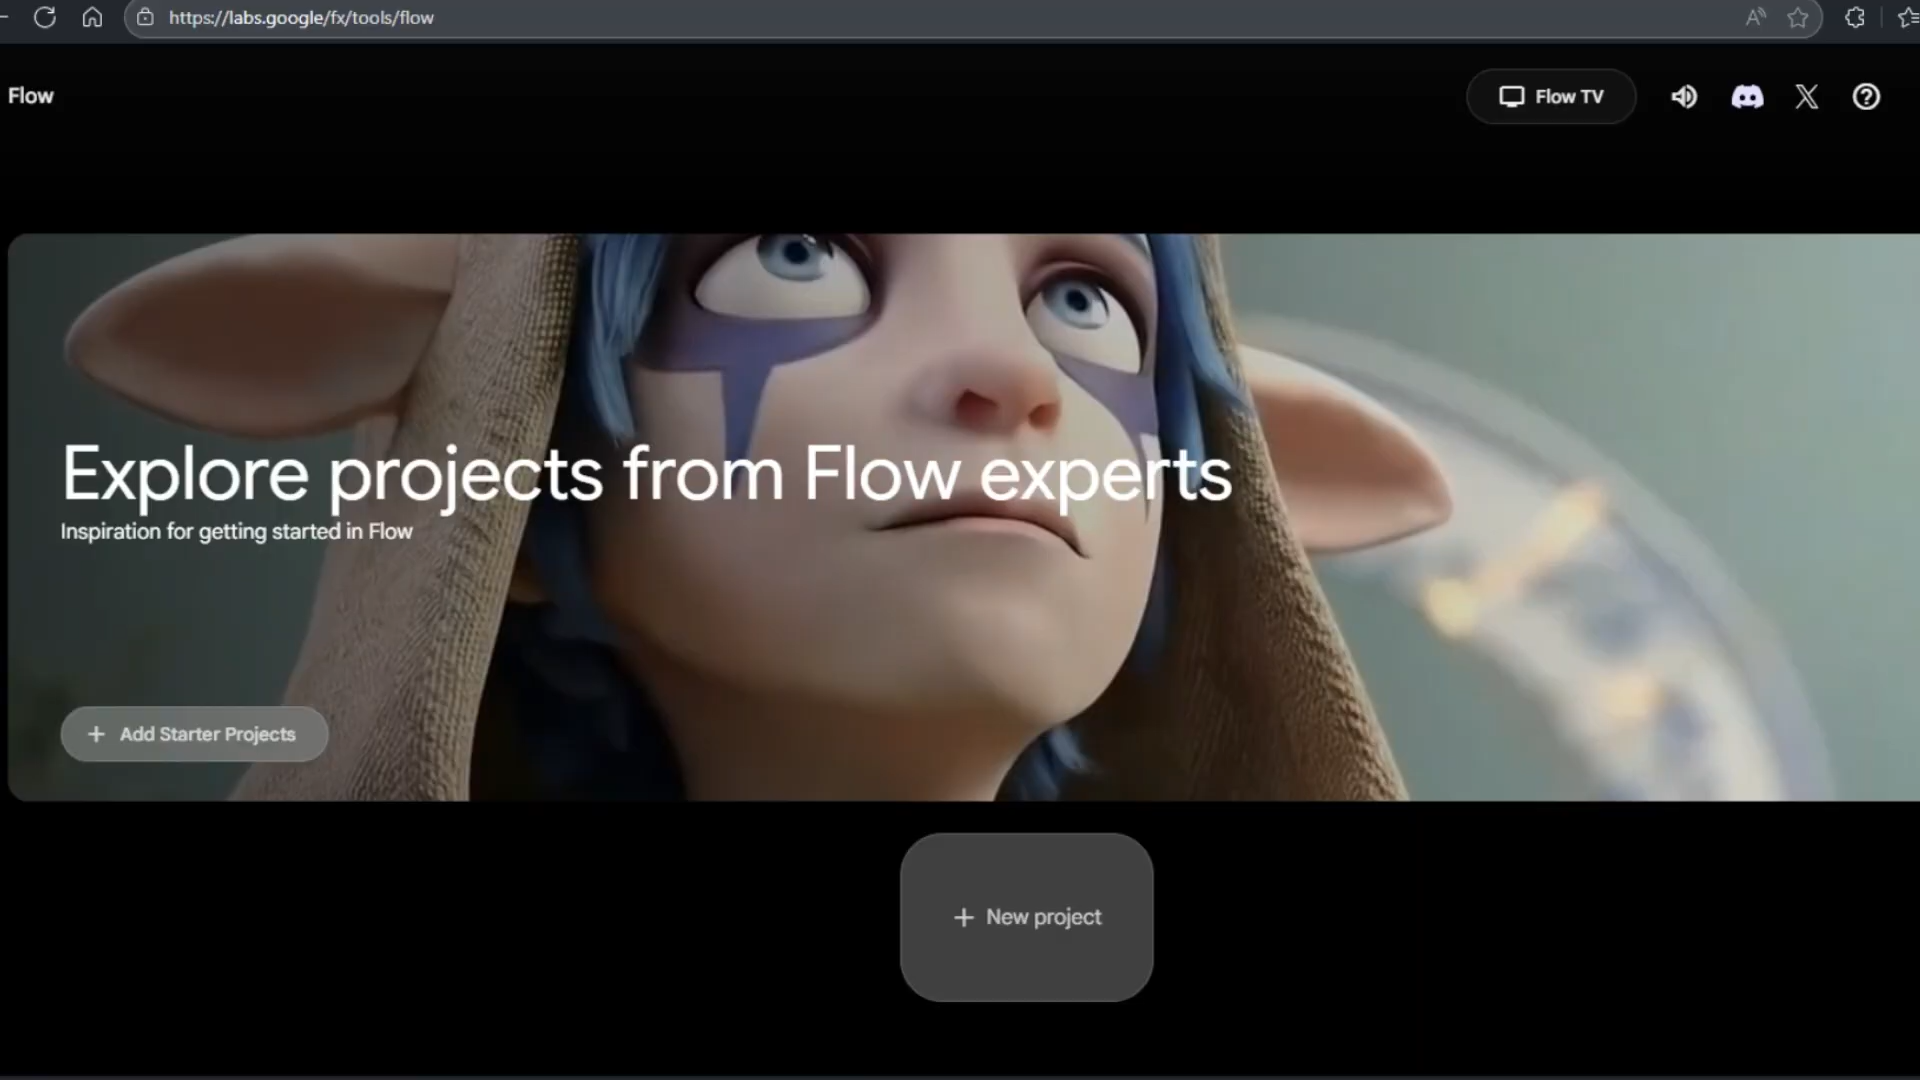 https://labs.google/fx/tools/flow
Flow
Flow TV
Explore projects from Flow experts
Inspiration for getting started in Flow
+ Add Starter Projects
+ New project